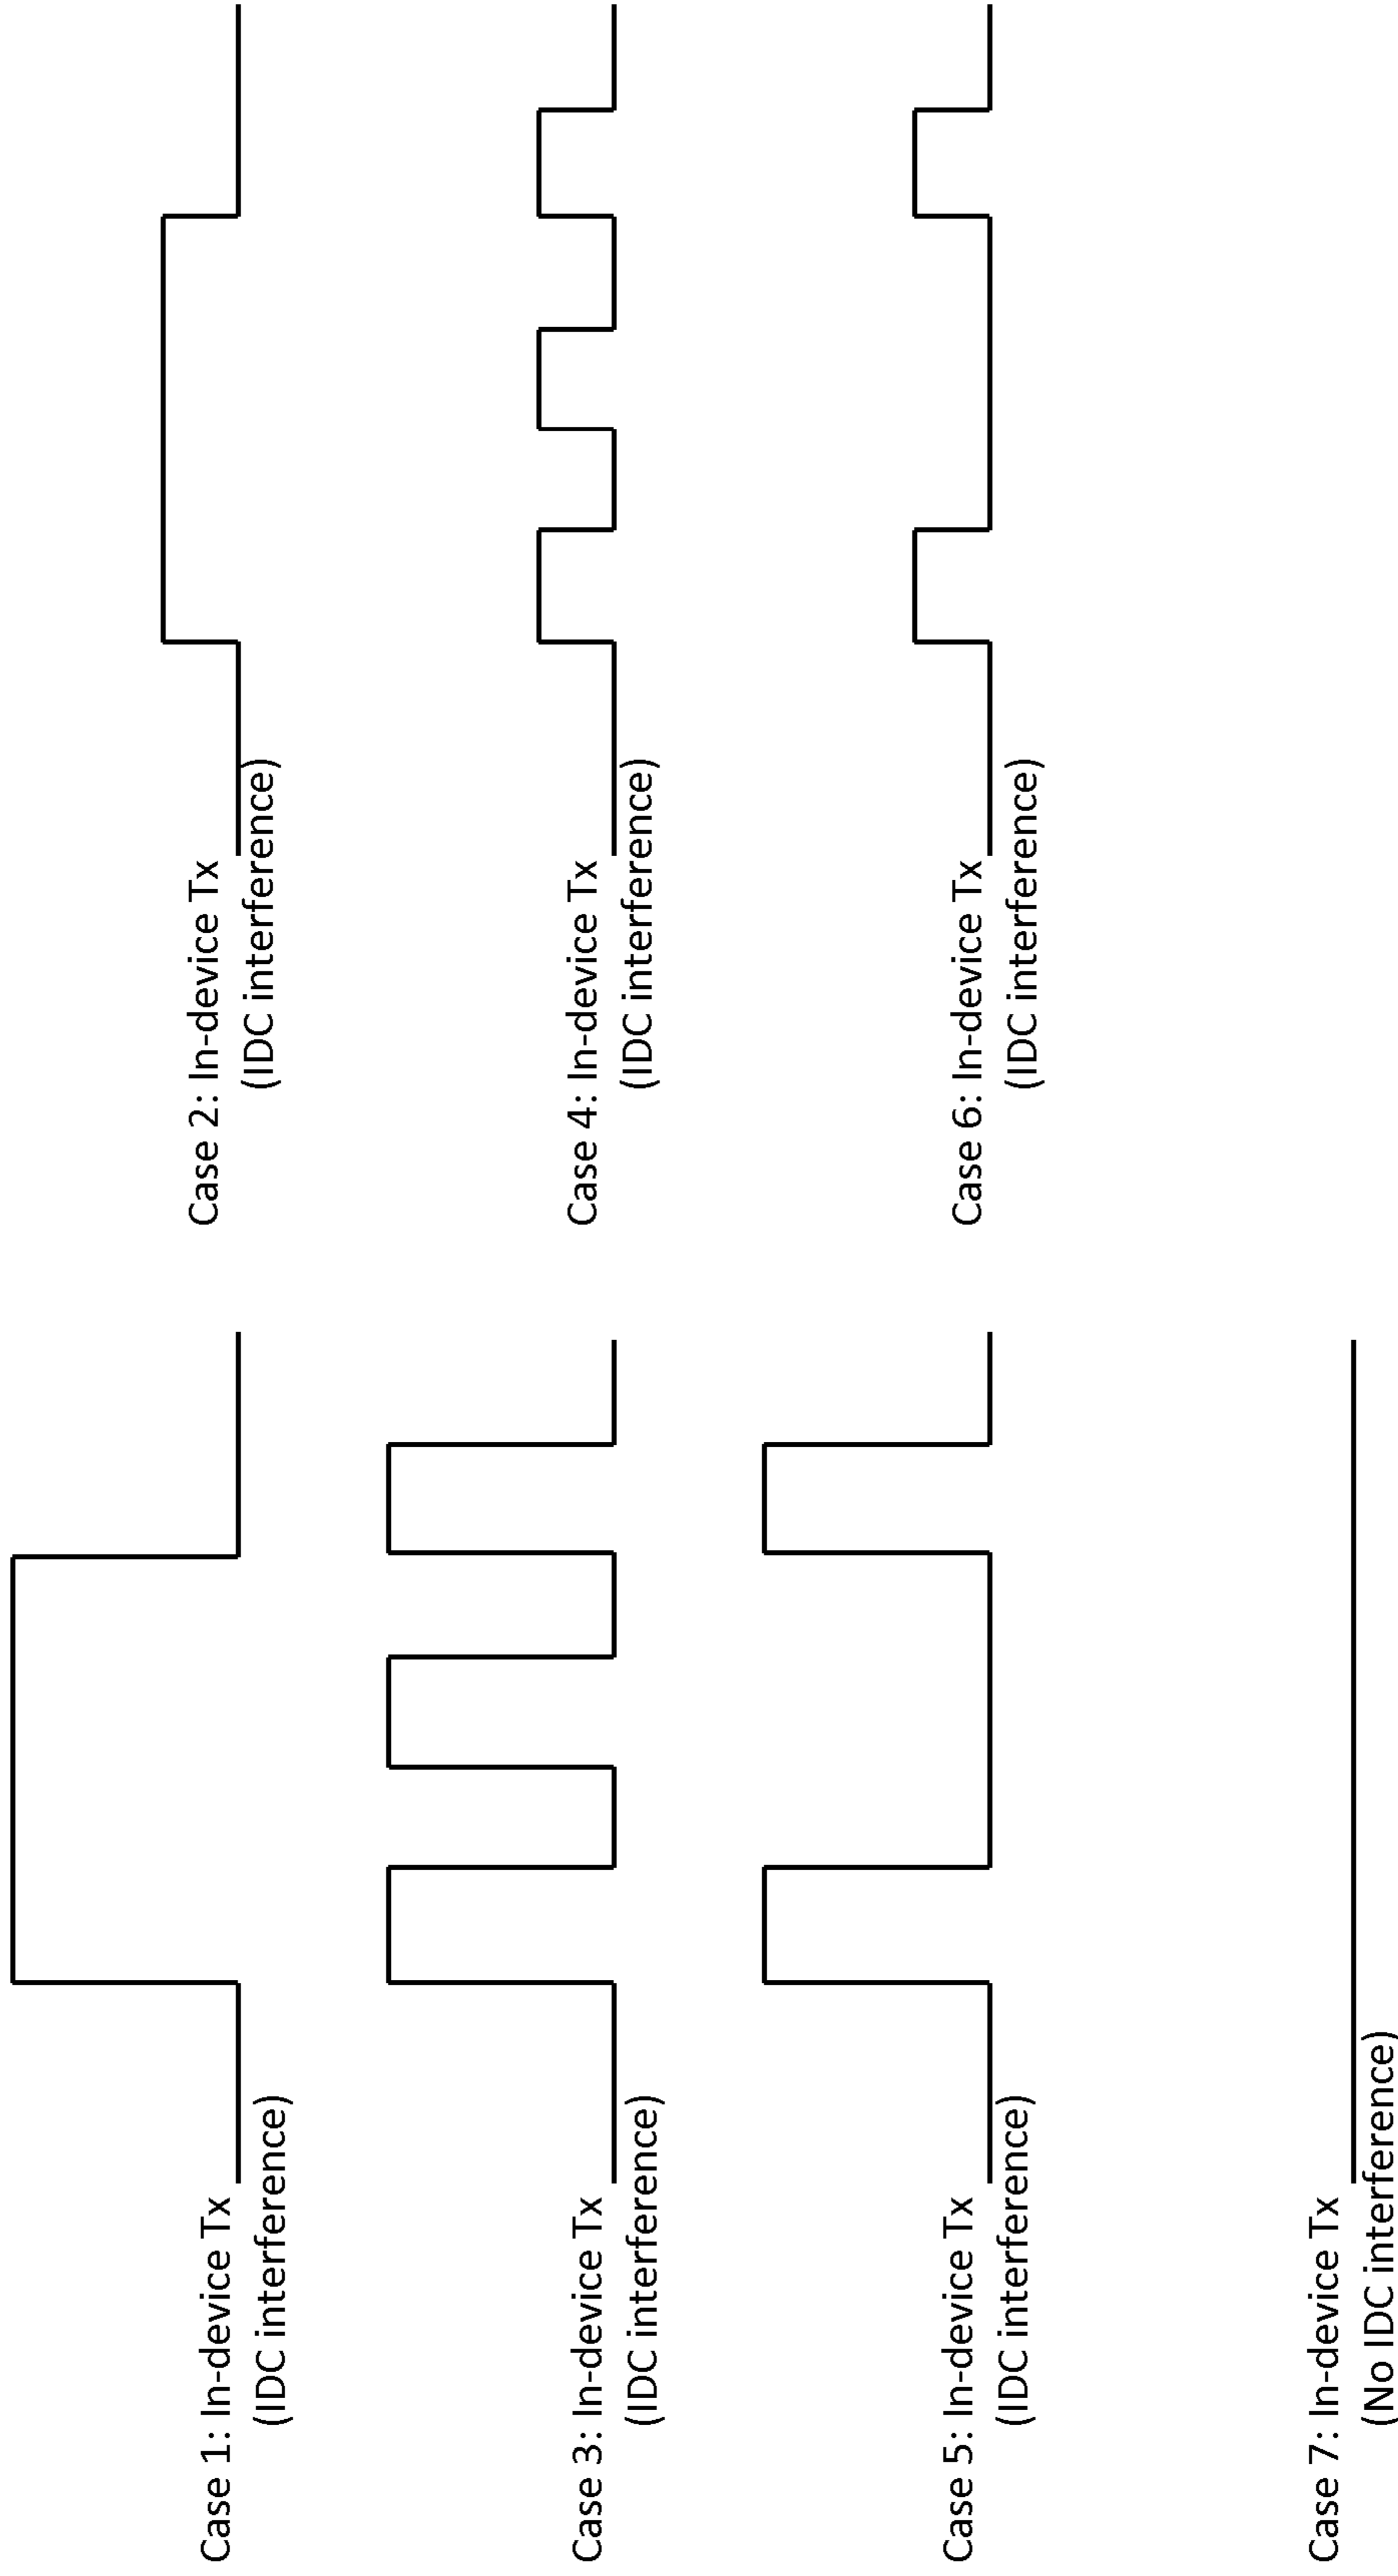 Case 1: In-device Tx
(IDC interference)
Case 2: In-device Tx
(IDC interference)
Case 3: In-device Tx
(IDC interference)
Case 4: In-device Tx
(IDC interference)
Case 5: In-device Tx
(IDC interference)
Case 6: In-device Tx
(IDC interference)
Case 7: In-device Tx
(No IDC interference)